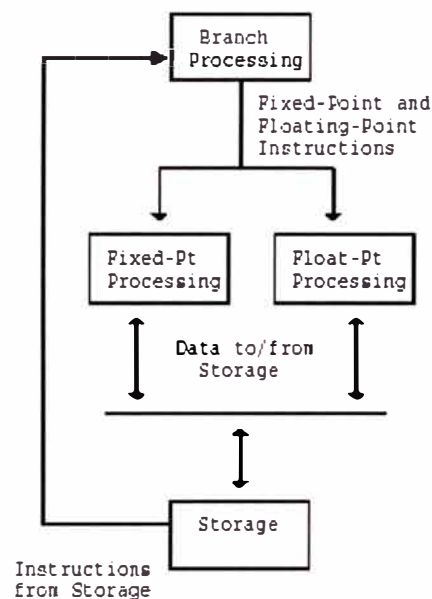 Branch
Processing
Fixed-Point and
Floating-Point
Instructions
Fixed-Pt
Processing
Float-Pt
Processing
Data to/from
Storage
Storage
Instructions
from Storage